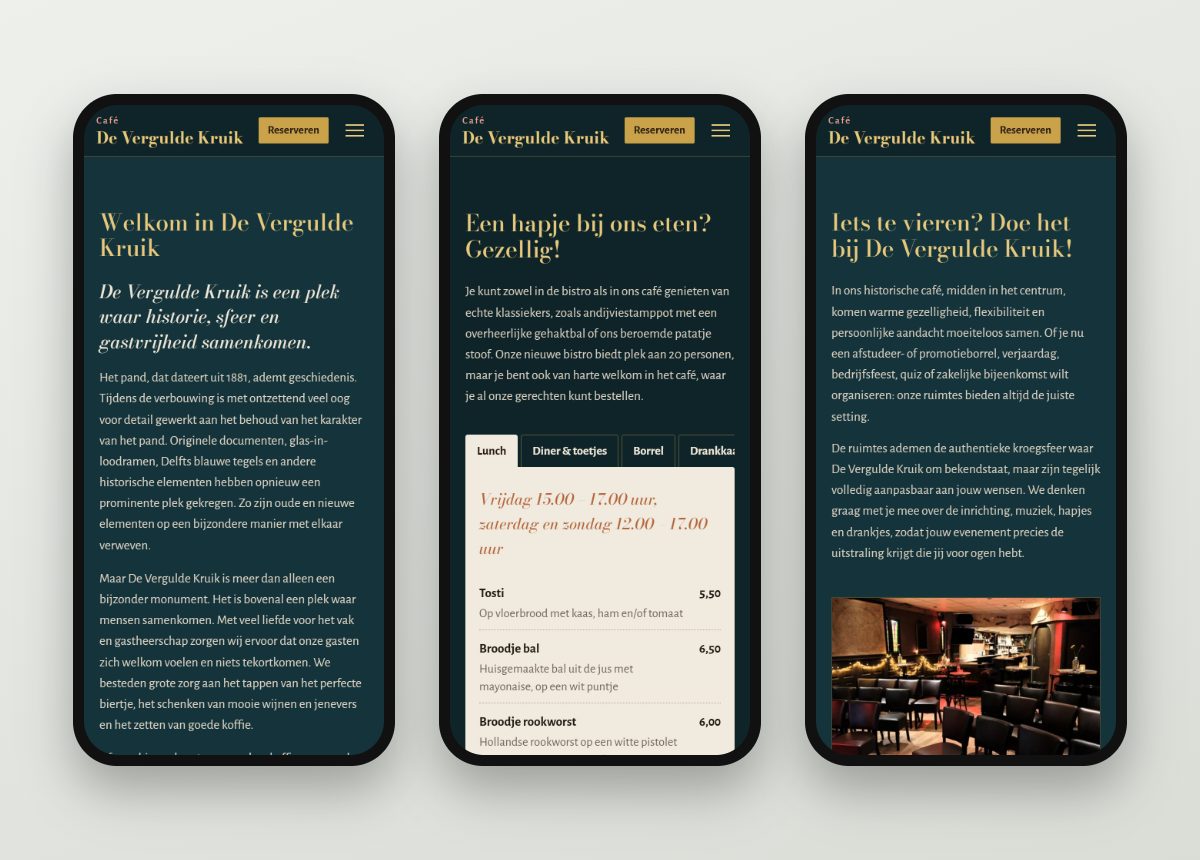 Café
De Vergulde Kruik
Reserveren
Welkom in De Vergulde
Kruik
De Vergulde Kruik is een plek
waar historie, sfeer en
gastvrijheid samenkomen.
Het pand, dat dateert uit 1881, ademt geschiedenis.
Tijdens de verbouwing is met ontzettend veel oog
voor detail gewerkt aan het behoud van het karakter
van het pand. Originele documenten, glas-in-
loodramen, Delfts blauwe tegels en andere
historische elementen hebben opnieuw een
prominente plek gekregen. Zo zijn oude en nieuwe
elementen op een bijzondere manier met elkaar
verweven.
Maar De Vergulde Kruik is meer dan alleen een
bijzonder monument. Het is bovenal een plek waar
mensen samenkomen. Met veel liefde voor het vak
en gastheerschap zorgen wij ervoor dat onze gasten
zich welkom voelen en niets tekortkomen. We
besteden grote zorg aan het tappen van het perfecte
biertje, het schenken van mooie wijnen en jenevers
en het zetten van goede koffie.
Café
De Vergulde Kruik
Reserveren
Een hapje bij ons eten?
Gezellig!
Je kunt zowel in de bistro als in ons café genieten van
echte klassiekers, zoals andijviestamppot met een
overheerlijke gehaktbal of ons beroemde patatje
stoof. Onze nieuwe bistro biedt plek aan 20 personen,
maar je bent ook van harte welkom in het café, waar
je al onze gerechten kunt bestellen.
Lunch
Diner & toetjes
Borrel
Drankkaa
Vrijdag 15.00 – 17.00 uur,
zaterdag en zondag 12.00 – 17.00
uur
Tosti 5,50
Op vloerbrood met kaas, ham en/of tomaat
Broodje bal 6,50
Huisgemaakte bal uit de jus met
mayonaise, op een wit puntje
Broodje rookworst 6,00
Hollandse rookworst op een witte pistolet
Café
De Vergulde Kruik
Reserveren
Iets te vieren? Doe het
bij De Vergulde Kruik!
In ons historische café, midden in het centrum,
komen warme gezelligheid, flexibiliteit en
persoonlijke aandacht moeiteloos samen. Of je nu
een afstudeer- of promotieborrel, verjaardag,
bedrijfsfeest, quiz of zakelijke bijeenkomst wilt
organiseren: onze ruimtes bieden altijd de juiste
setting.
De ruimtes ademen de authentieke kroegsfeer waar
De Vergulde Kruik om bekendstaat, maar zijn tegelijk
volledig aanpasbaar aan jouw wensen. We denken
graag met je mee over de inrichting, muziek, hapjes
en drankjes, zodat jouw evenement precies de
uitstraling krijgt die jij voor ogen hebt.